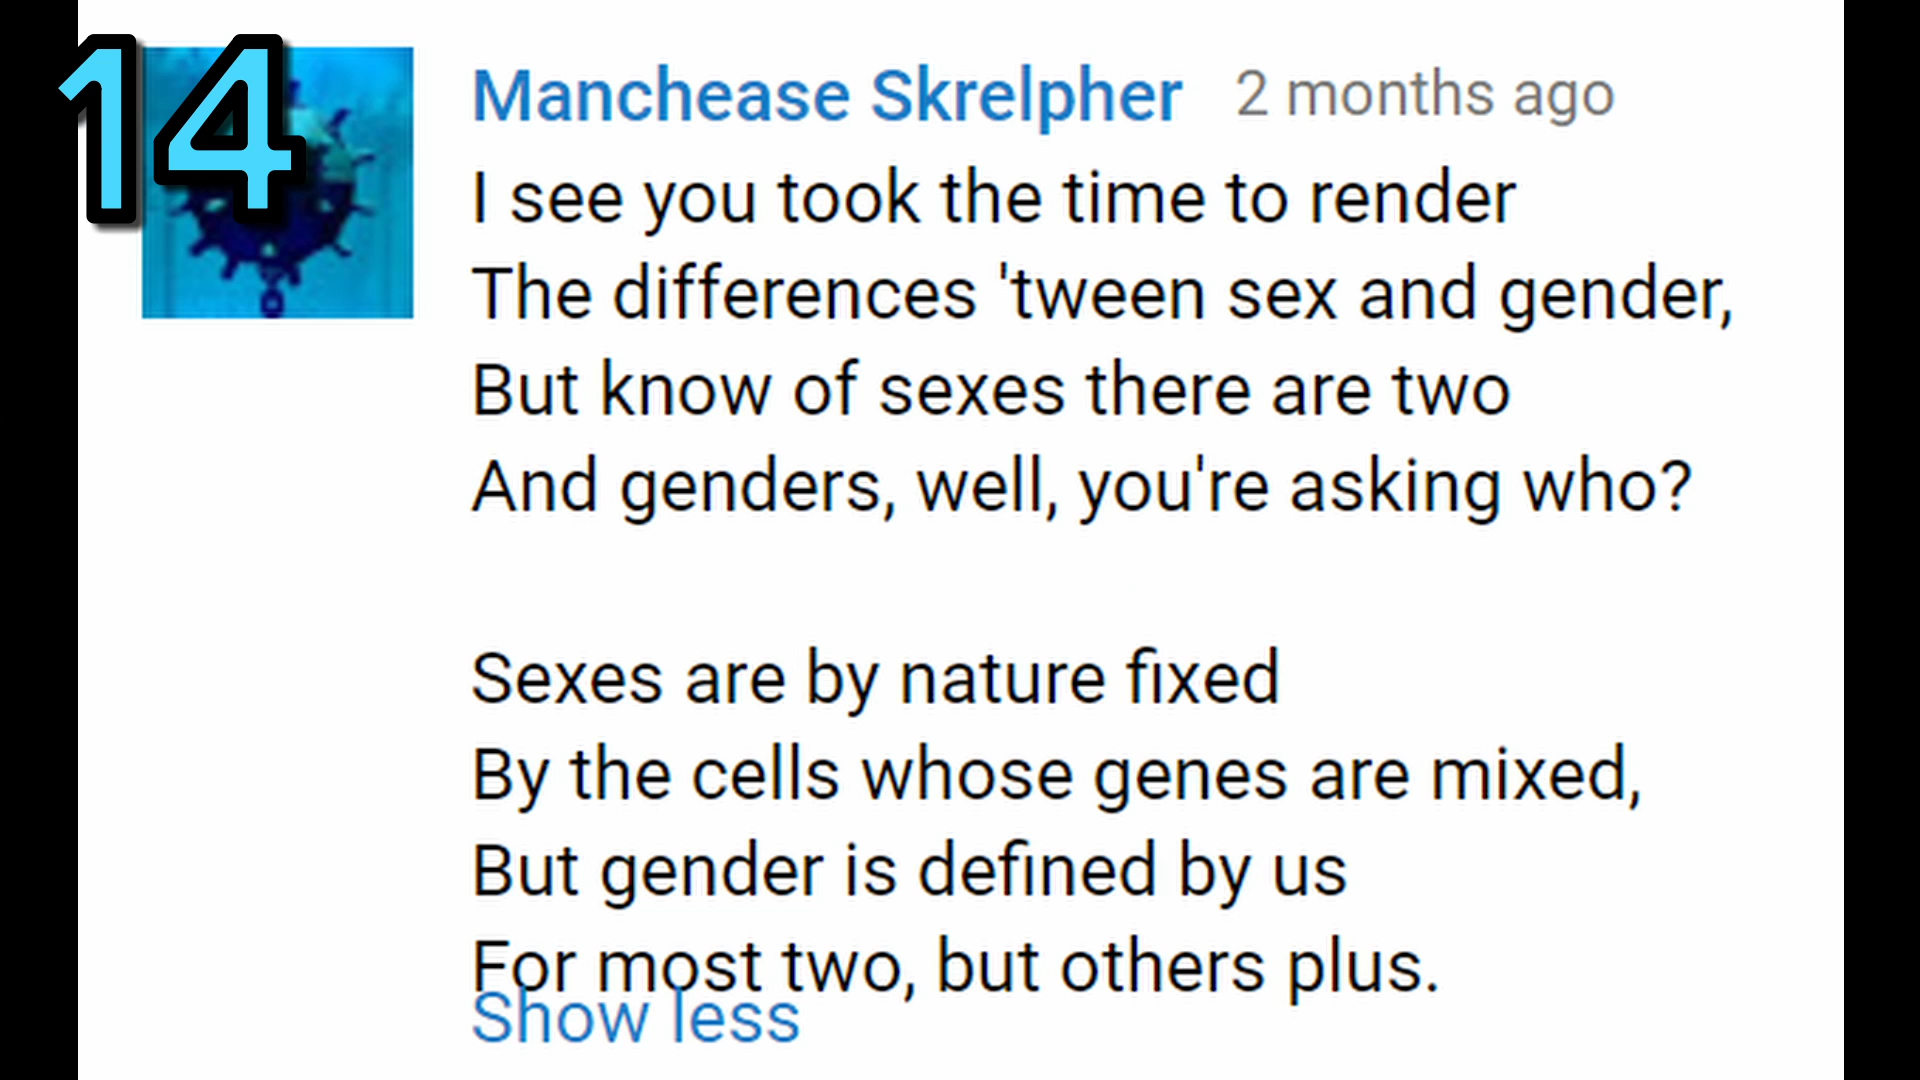 14
Manchease Skrelpher 2 months ago
I see you took the time to render
The differences 'tween sex and gender,
But know of sexes there are two
And genders, well, you're asking who?
Sexes are by nature fixed
By the cells whose genes are mixed,
But gender is defined by us
For most two, but others plus.
Show less